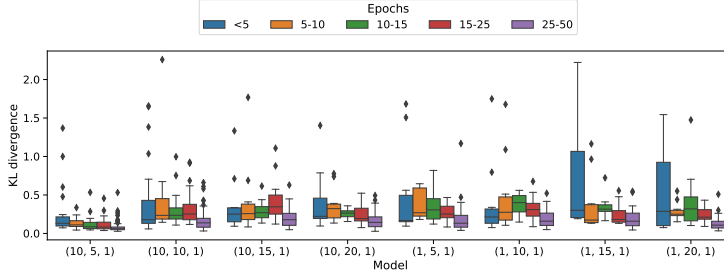 Epochs
<5 5-10 10-15 15-25 25-50
KL divergence
2.0
1.5
1.0
0.5
0.0
(10, 5, 1) (10, 10, 1) (10, 15, 1) (10, 20, 1) (1, 5, 1) (1, 10, 1) (1, 15, 1) (1, 20, 1)
Model